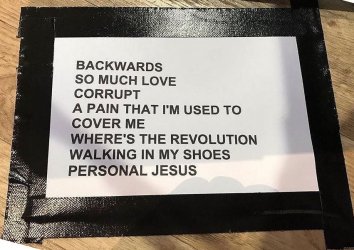 BACKWARDS
SO MUCH LOVE
CORRUPT
A PAIN THAT I'M USED TO
COVER ME
WHERE'S THE REVOLUTION
WALKING IN MY SHOES
PERSONAL JESUS